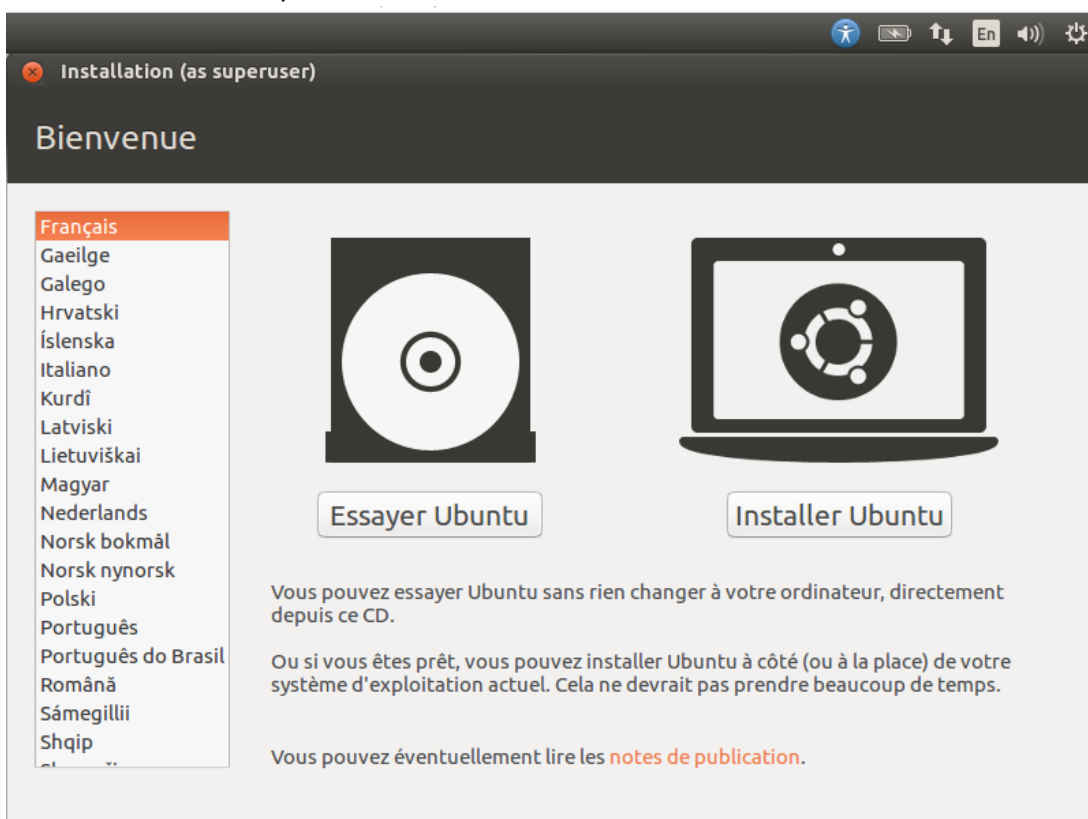 En
Installation (as superuser)
Bienvenue
Français
Gaeilge
Galego
Hrvatski
Íslenska
Italiano
Kurdî
Latviski
Lietuviškai
Magyar
Nederlands
Norsk bokmål
Norsk nynorsk
Polski
Português
Português do Brasil
Română
Sámegillii
Shqip
Essayer Ubuntu
Installer Ubuntu
Vous pouvez essayer Ubuntu sans rien changer à votre ordinateur, directement
depuis ce CD.
Ou si vous êtes prêt, vous pouvez installer Ubuntu à côté (ou à la place) de votre
système d'exploitation actuel. Cela ne devrait pas prendre beaucoup de temps.
Vous pouvez éventuellement lire les notes de publication.